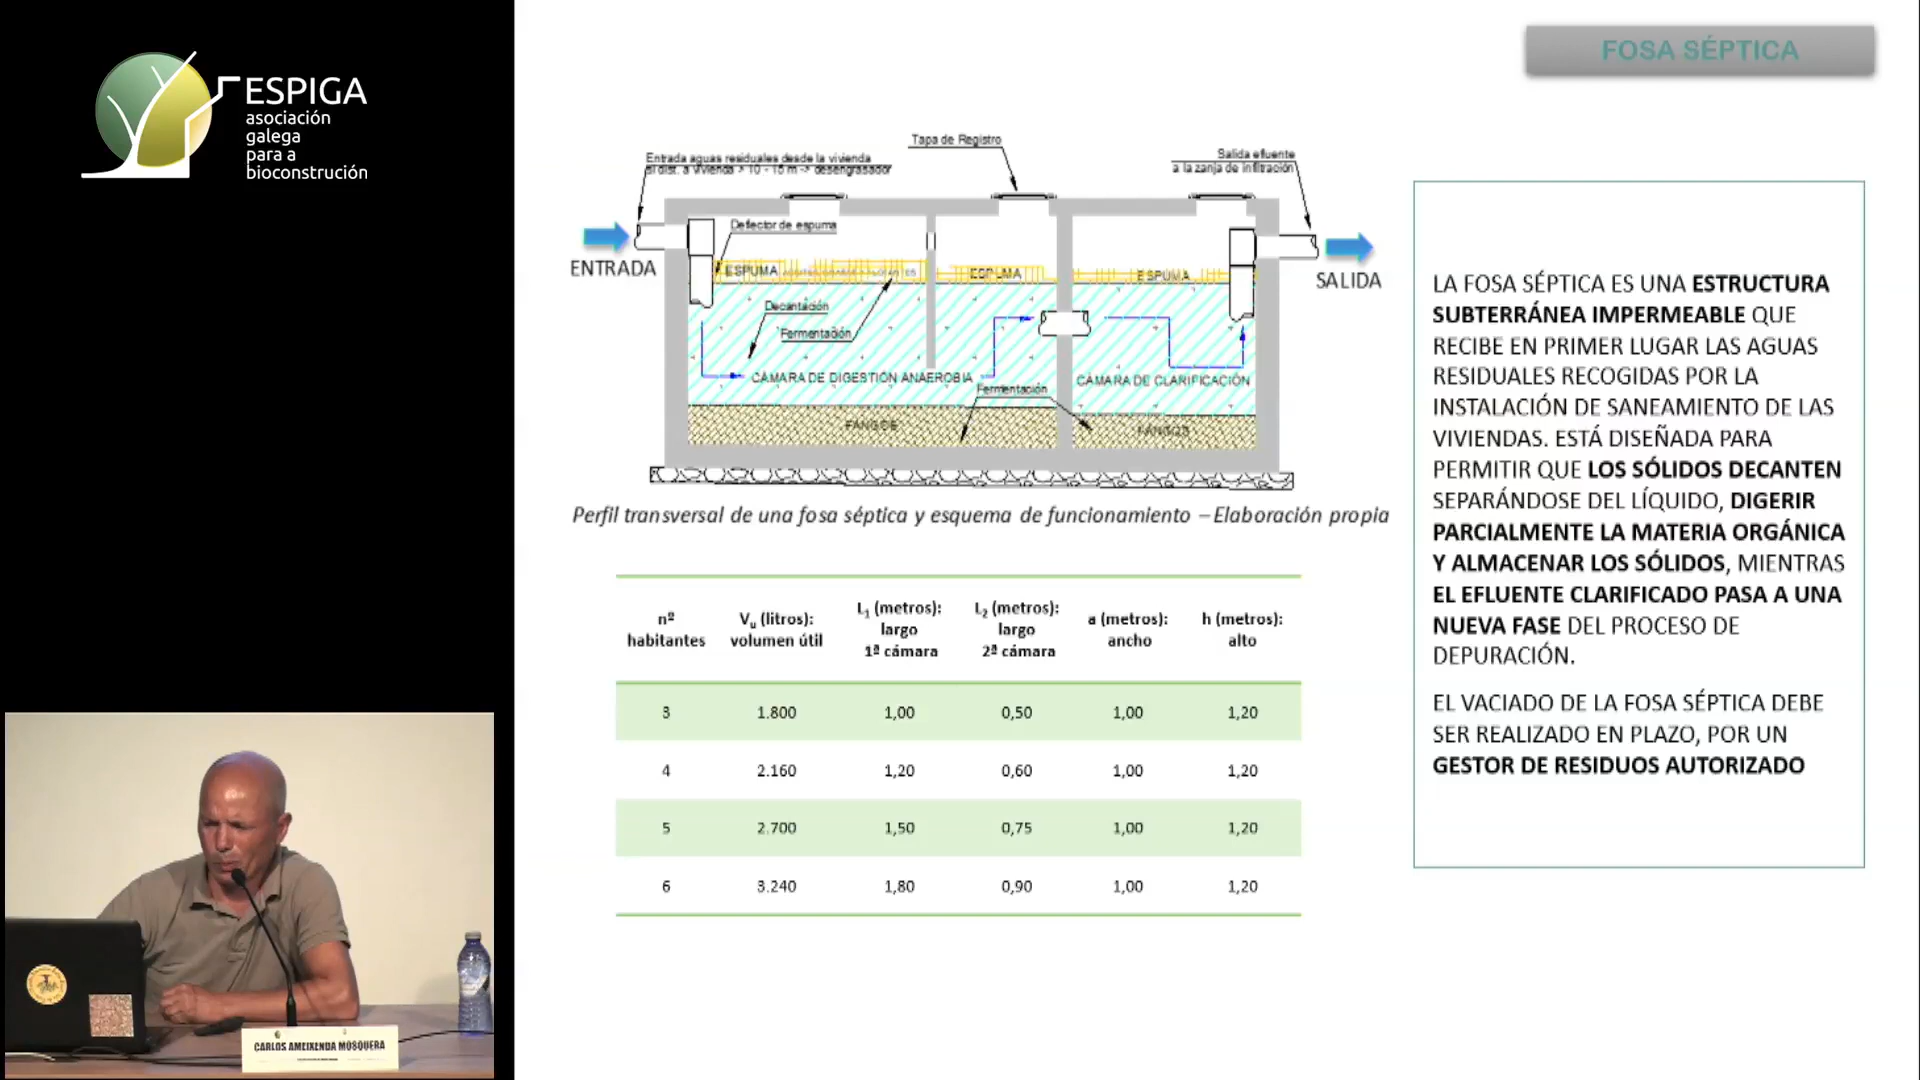 ESPIGA
asociación
galega
para a
bioconstrución
FOSA SÉPTICA
Tapa de Registro
Entrada aguas residuales desde la vivienda
si dist. a vivienda > 10 - 15 m -> desengrasador
Salida efluente
a la zanja de infiltración
Deflector de espuma
ENTRADA
SALIDA
ESPUMA
ESPUMA
ESPUMA
Decantación
Fermentación
CÁMARA DE DIGESTIÓN ANAEROBIA
CÁMARA DE CLARIFICACIÓN
Fermentación
FANGOS
FANGOS
Perfil transversal de una fosa séptica y esquema de funcionamiento – Elaboración propia
nº habitantes Vu (litros): volumen útil L1 (metros): largo 1ª cámara L2 (metros): largo 2ª cámara a (metros): ancho h (metros): alto
3 1.800 1,00 0,50 1,00 1,20
4 2.160 1,20 0,60 1,00 1,20
5 2.700 1,50 0,75 1,00 1,20
6 3.240 1,80 0,90 1,00 1,20
LA FOSA SÉPTICA ES UNA ESTRUCTURA
SUBTERRÁNEA IMPERMEABLE QUE
RECIBE EN PRIMER LUGAR LAS AGUAS
RESIDUALES RECOGIDAS POR LA
INSTALACIÓN DE SANEAMIENTO DE LAS
VIVIENDAS. ESTÁ DISEÑADA PARA
PERMITIR QUE LOS SÓLIDOS DECANTEN
SEPARÁNDOSE DEL LÍQUIDO, DIGERIR
PARCIALMENTE LA MATERIA ORGÁNICA
Y ALMACENAR LOS SÓLIDOS, MIENTRAS
EL EFLUENTE CLARIFICADO PASA A UNA
NUEVA FASE DEL PROCESO DE
DEPURACIÓN.
EL VACIADO DE LA FOSA SÉPTICA DEBE
SER REALIZADO EN PLAZO, POR UN
GESTOR DE RESIDUOS AUTORIZADO
CARLOS AMEIXENDA MOSQUERA